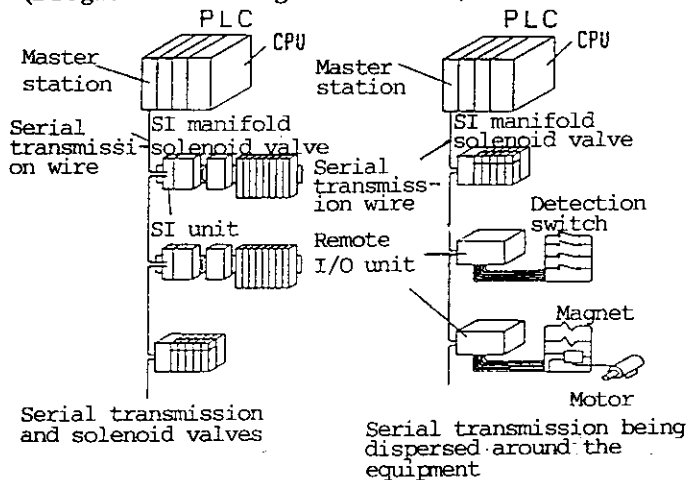 PLC
CPU
Master
station
SI manifold
solenoid valve
Serial
transmissi-
on wire
SI unit
Serial transmission
and solenoid valves
PLC
CPU
Master
station
SI manifold
solenoid valve
Serial
transmiss-
ion wire
Detection
switch
Remote
I/O unit
Magnet
Motor
Serial transmission being
dispersed around the
equipment